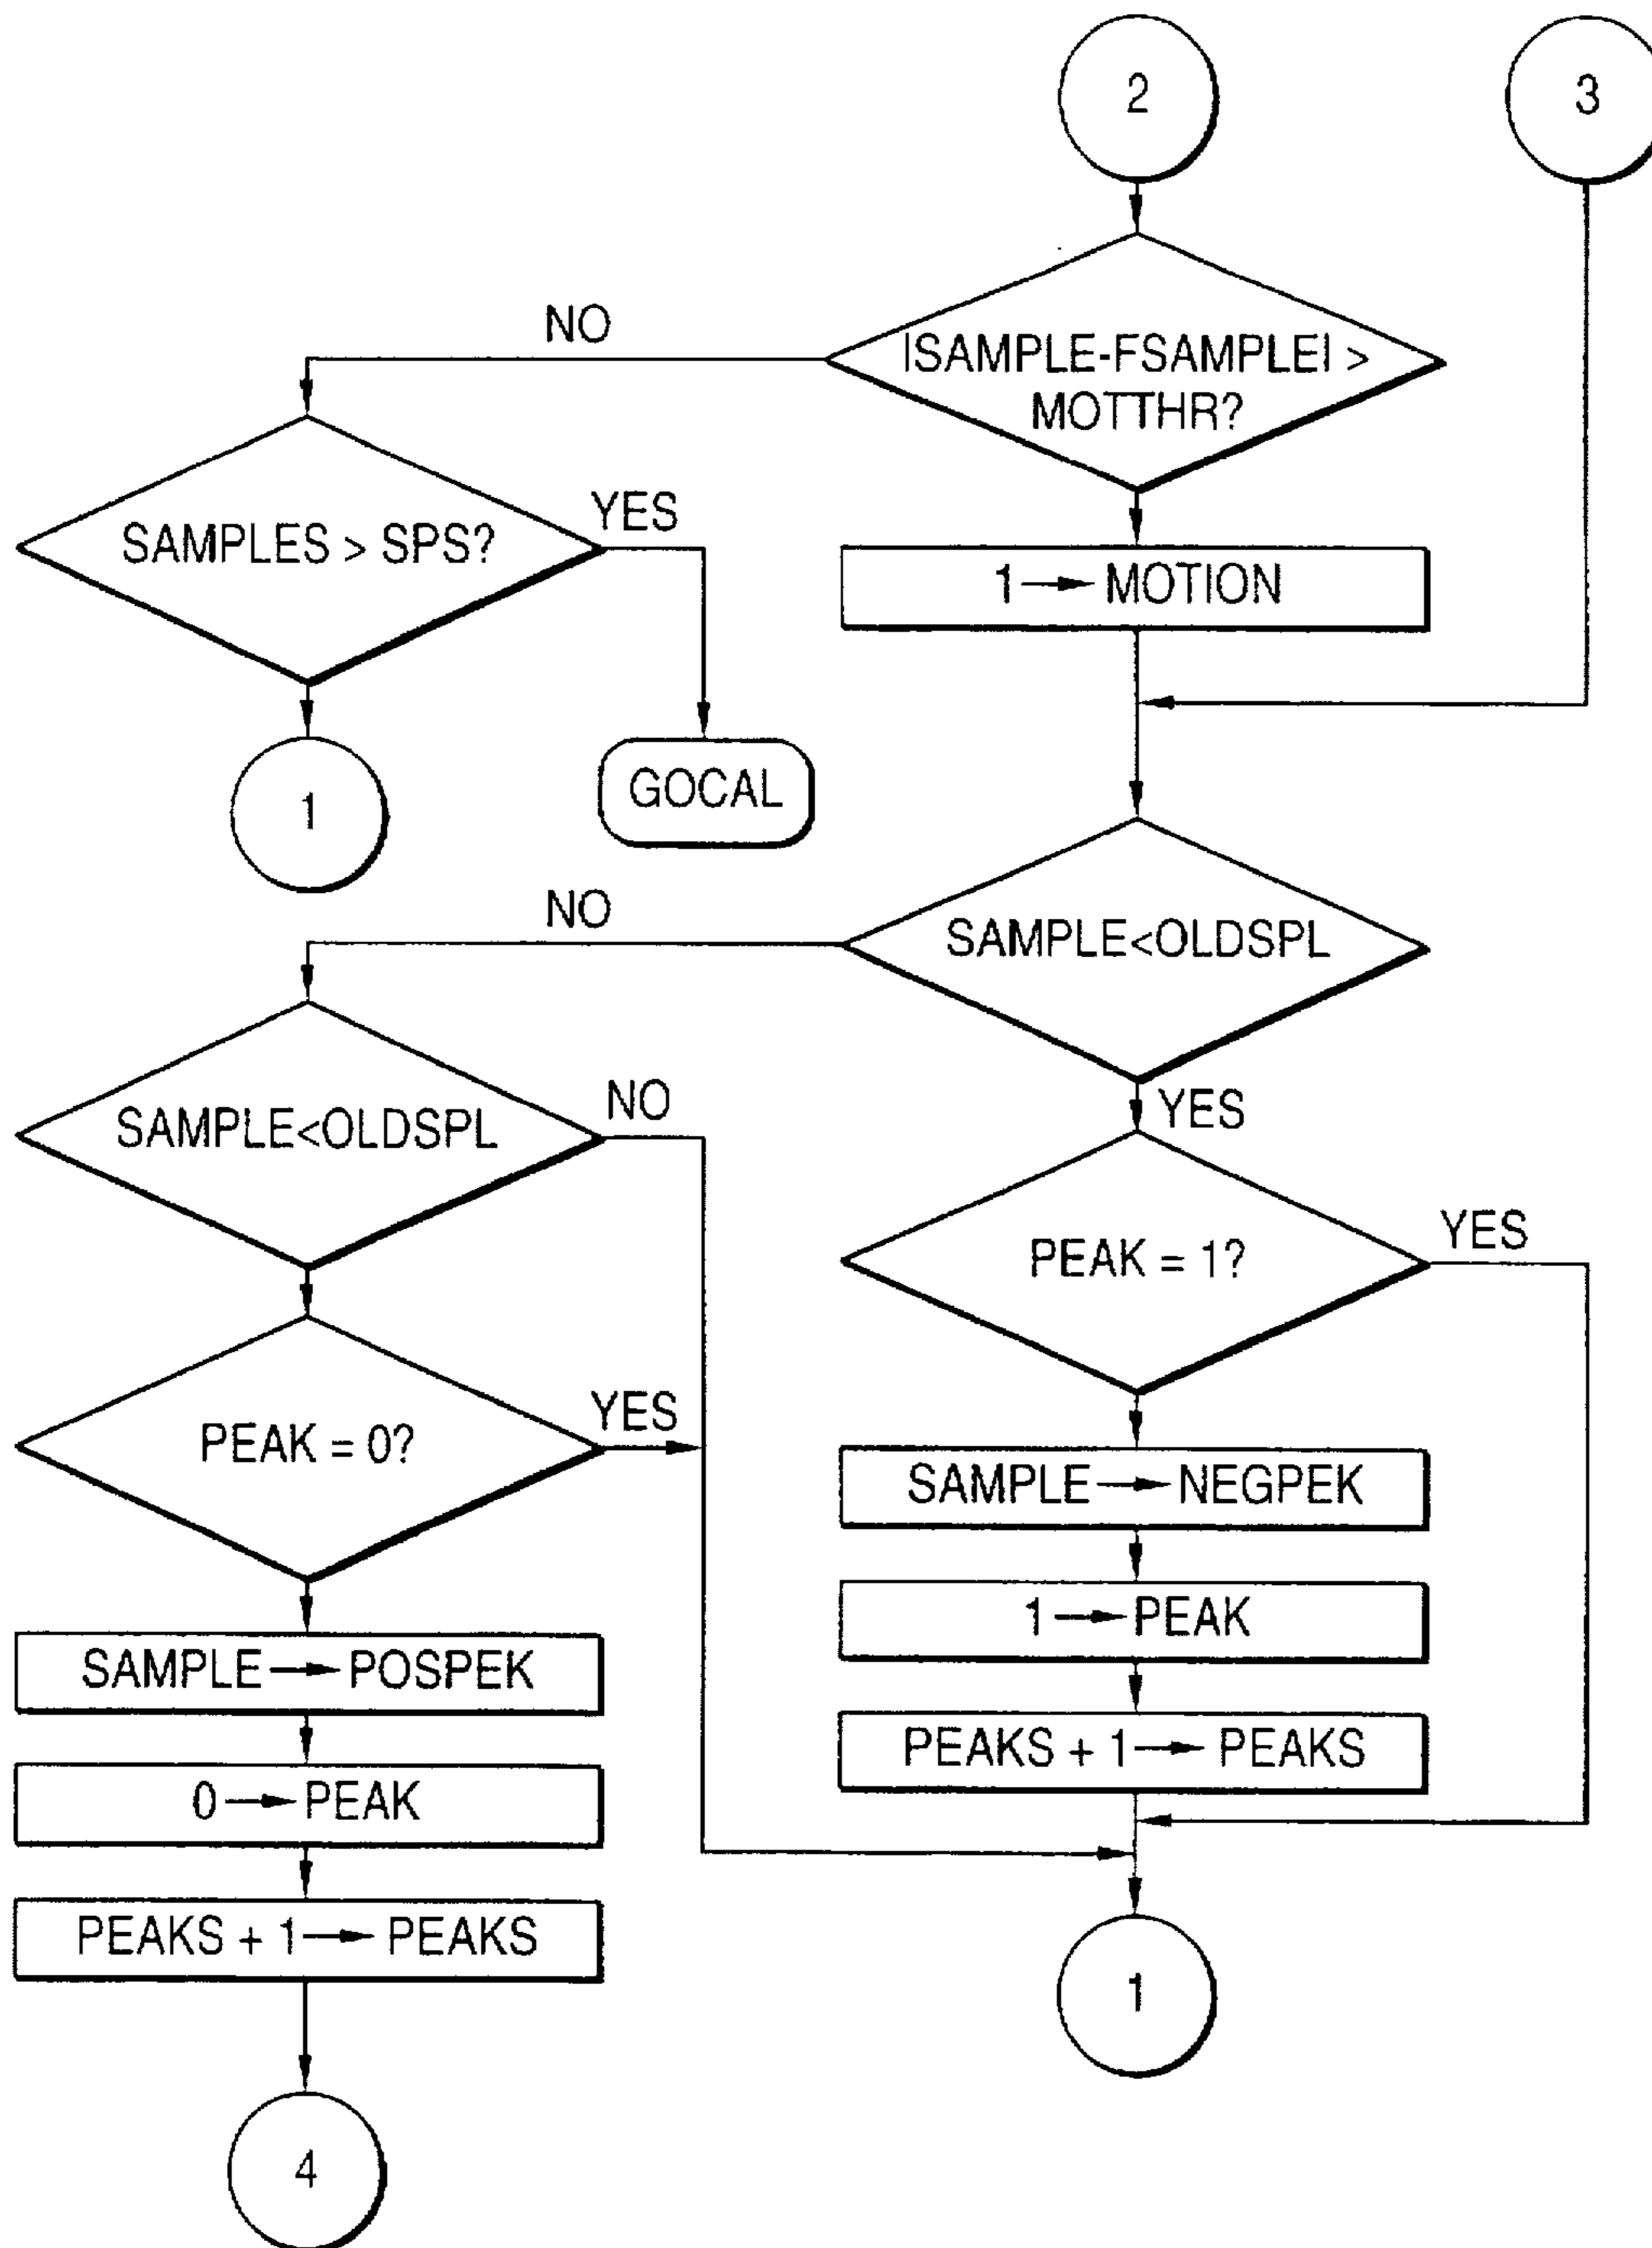 2
3
NO
|SAMPLE-FSAMPLE| >
MOTTHR?
SAMPLES > SPS?
YES
1 → MOTION
1
GOCAL
NO
SAMPLE<OLDSPL
SAMPLE<OLDSPL
NO
YES
PEAK = 1?
YES
PEAK = 0?
YES
SAMPLE → NEGPEK
1 → PEAK
SAMPLE → POSPEK
PEAKS + 1 → PEAKS
0 → PEAK
PEAKS + 1 → PEAKS
1
4